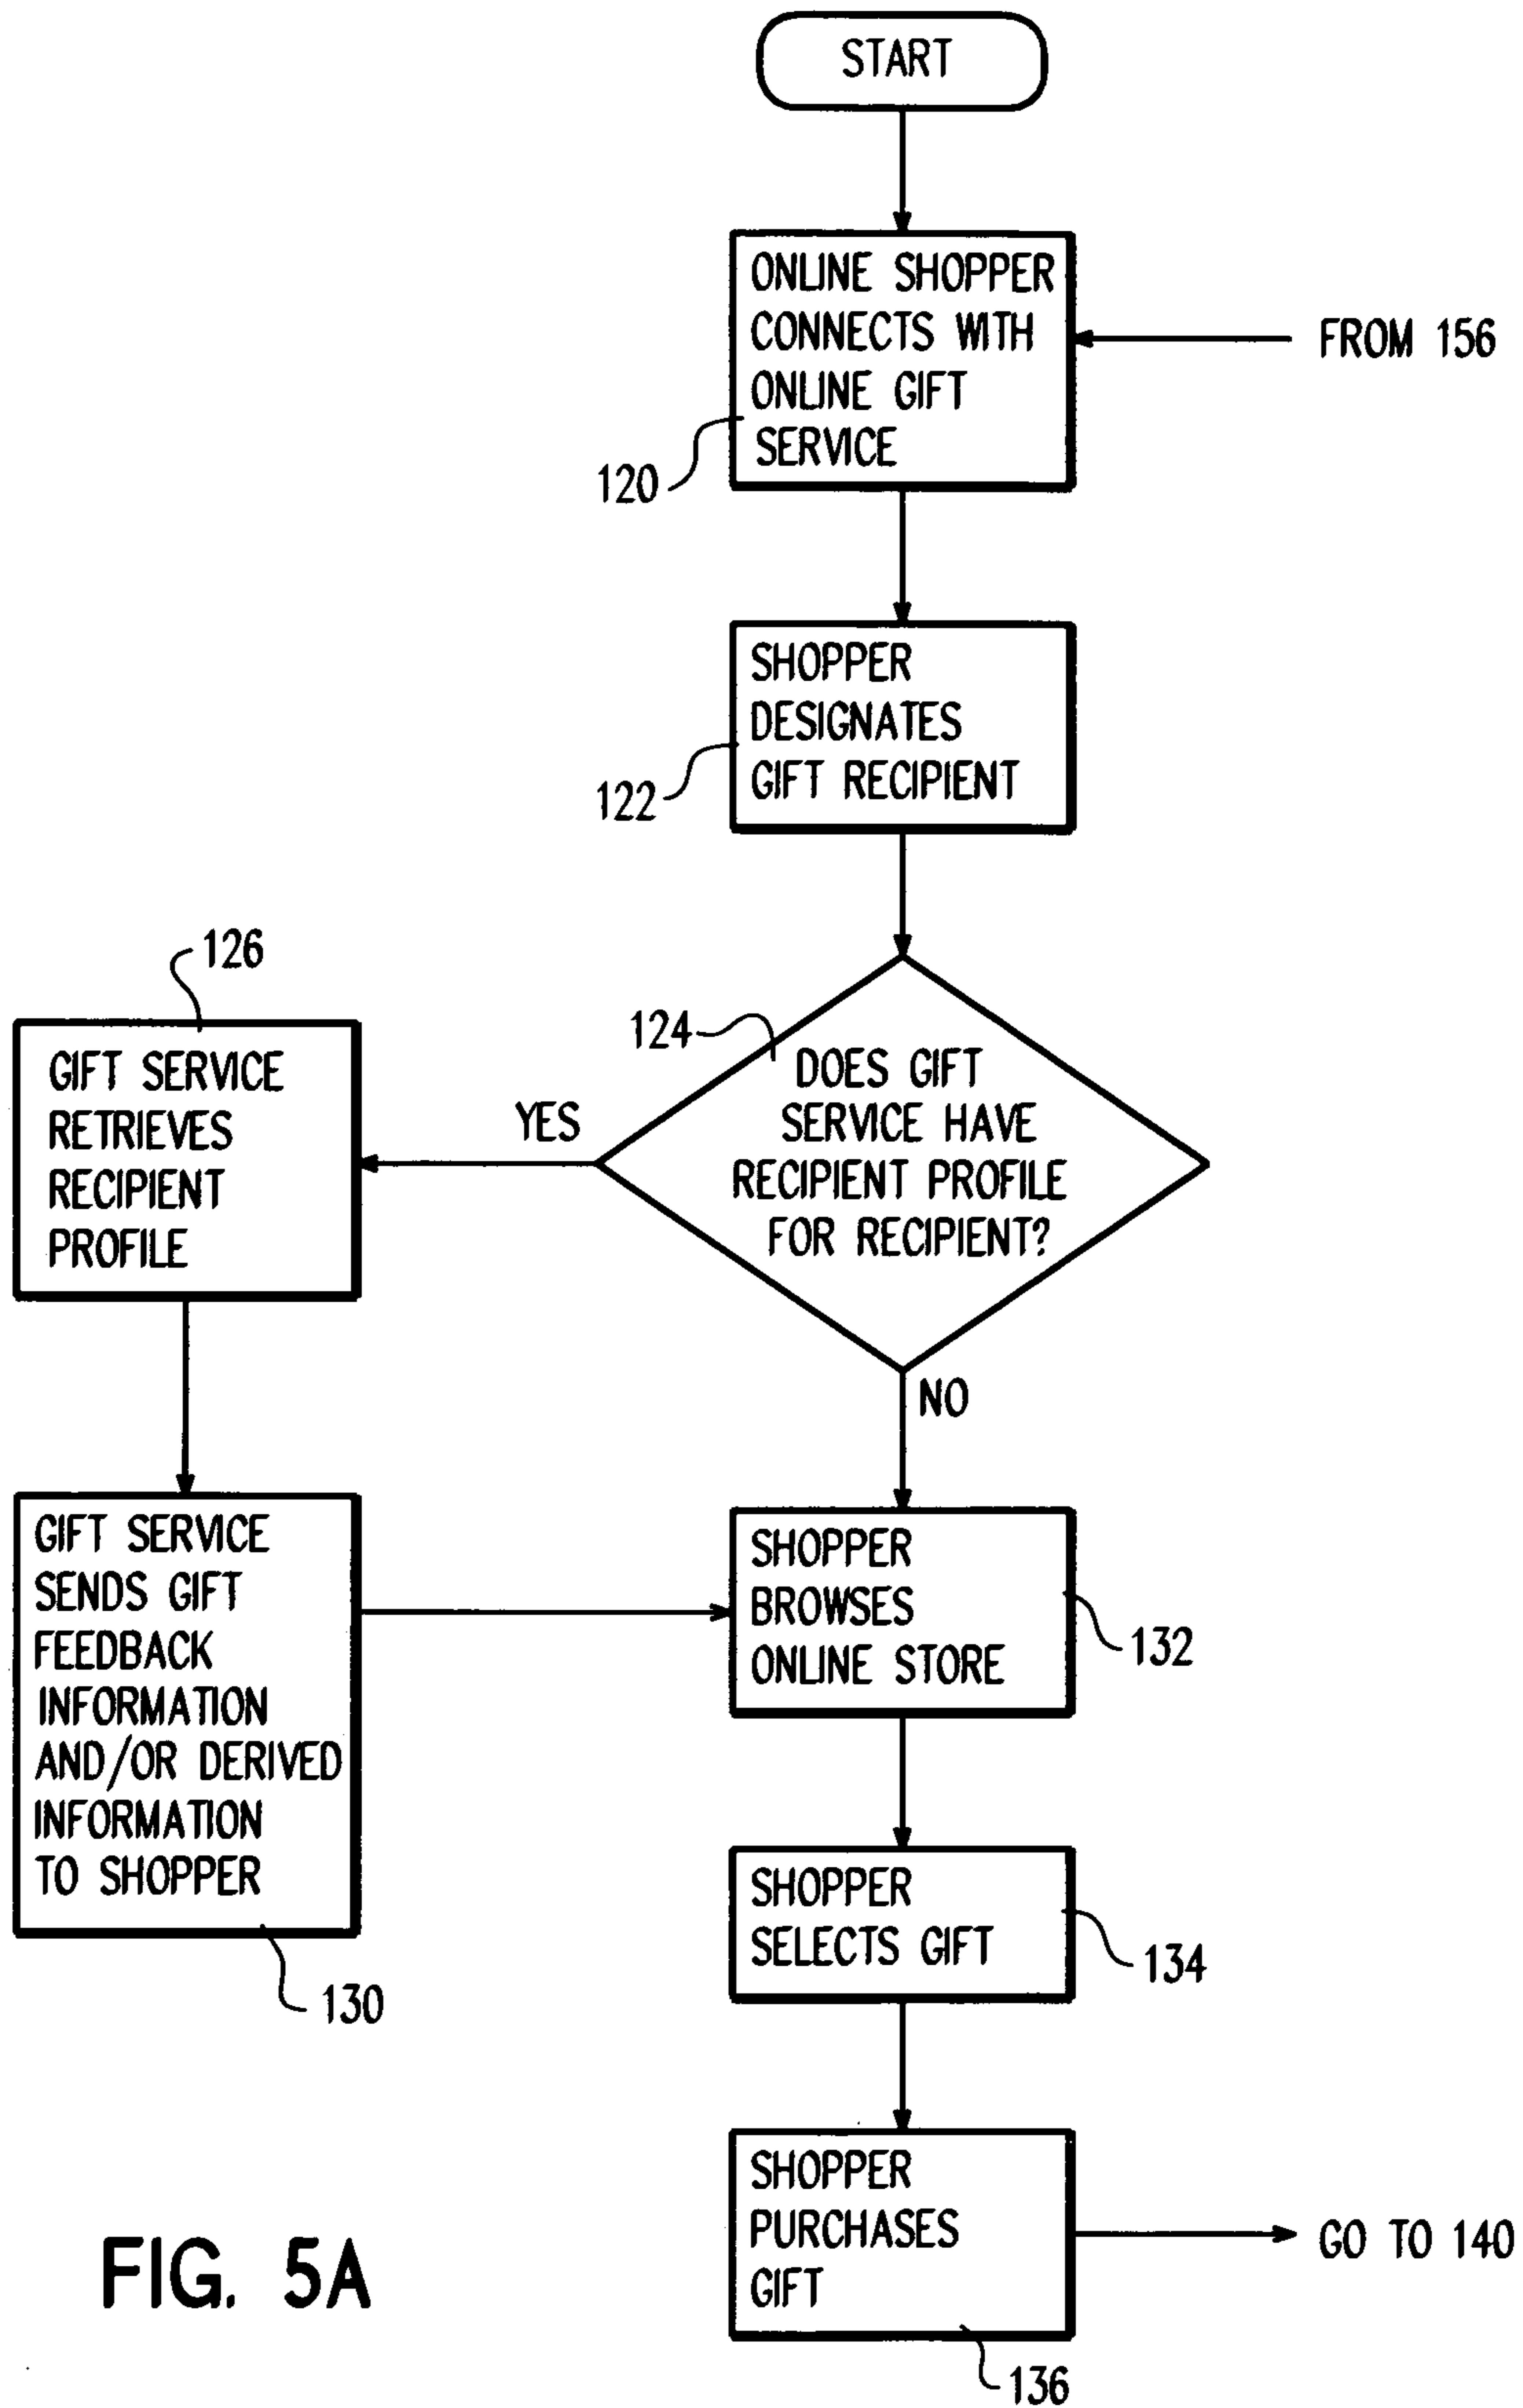 START
ONLINE SHOPPER
CONNECTS WITH
ONLINE GIFT
SERVICE
FROM 156
120
SHOPPER
DESIGNATES
GIFT RECIPIENT
122
124
DOES GIFT
SERVICE HAVE
RECIPIENT PROFILE
FOR RECIPIENT?
YES
126
GIFT SERVICE
RETRIEVES
RECIPIENT
PROFILE
NO
GIFT SERVICE
SENDS GIFT
FEEDBACK
INFORMATION
AND/OR DERIVED
INFORMATION
TO SHOPPER
130
SHOPPER
BROWSES
ONLINE STORE
132
SHOPPER
SELECTS GIFT
134
SHOPPER
PURCHASES
GIFT
136
GO TO 140
FIG. 5A